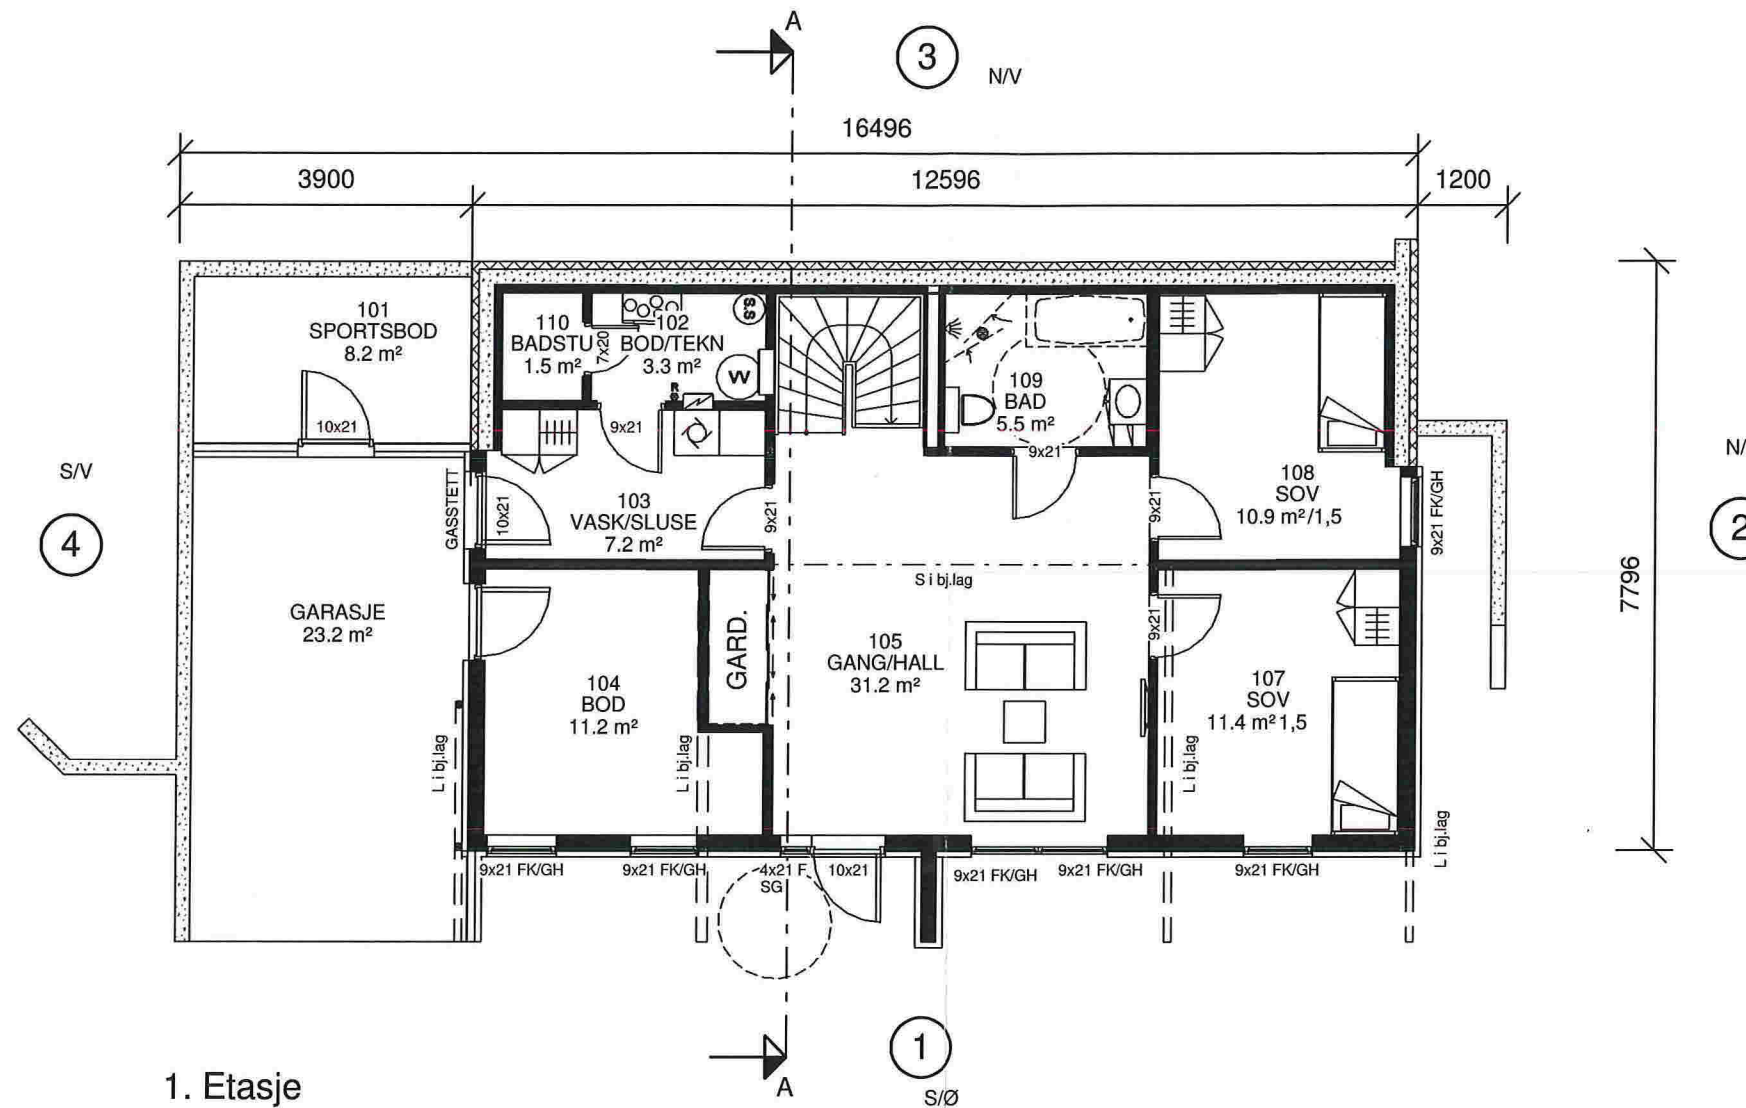 A
3
N/V
16496
3900
12596
1200
101
SPORTSBOD
8.2 m²
10x21
110
BADSTU
1.5 m²
7x20
102
BOD/TEKN
3.3 m²
S.S
VV
R
109
BAD
5.5 m²
9x21
9x21
108
SOV
10.9 m²/1,5
9x21
9x21 FK/GH
S/V
4
GASSTETT
10x21
103
VASK/SLUSE
7.2 m²
9x21
N/
2
7796
S i bj.lag
GARASJE
23.2 m²
GARD.
105
GANG/HALL
31.2 m²
9x21
104
BOD
11.2 m²
107
SOV
11.4 m² 1,5
L i bj.lag
L i bj.lag
L i bj.lag
L i bj.lag
9x21 FK/GH
9x21 FK/GH
4x21 F
SG
10x21
9x21 FK/GH
9x21 FK/GH
9x21 FK/GH
1
S/Ø
A
1. Etasje